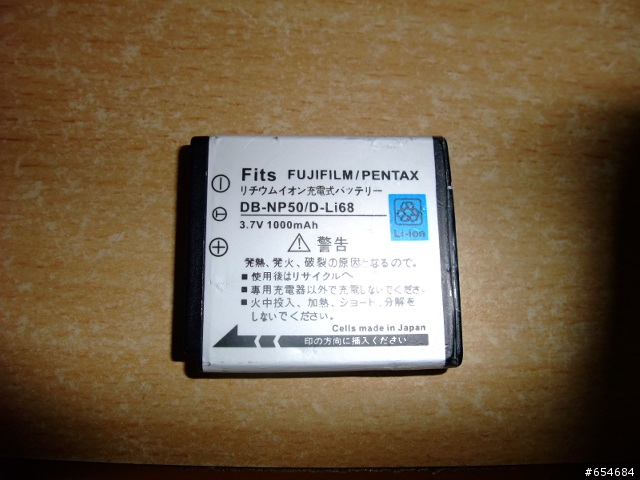 Fits FUJIFILM/PENTAX
リチウムイオン充電式バッテリー
DB-NP50/D-Li68
3.7V 1000mAh
Li-ion
警告
発熱、発火、破裂の原因となるので。
■使用後はリサイクルへ
■専用充電器以外で充電しないでくださ.
■火中投入、加熱、ショート、分解を
しないでください。
Cells made in Japan
印の方向に插入ください
#654684